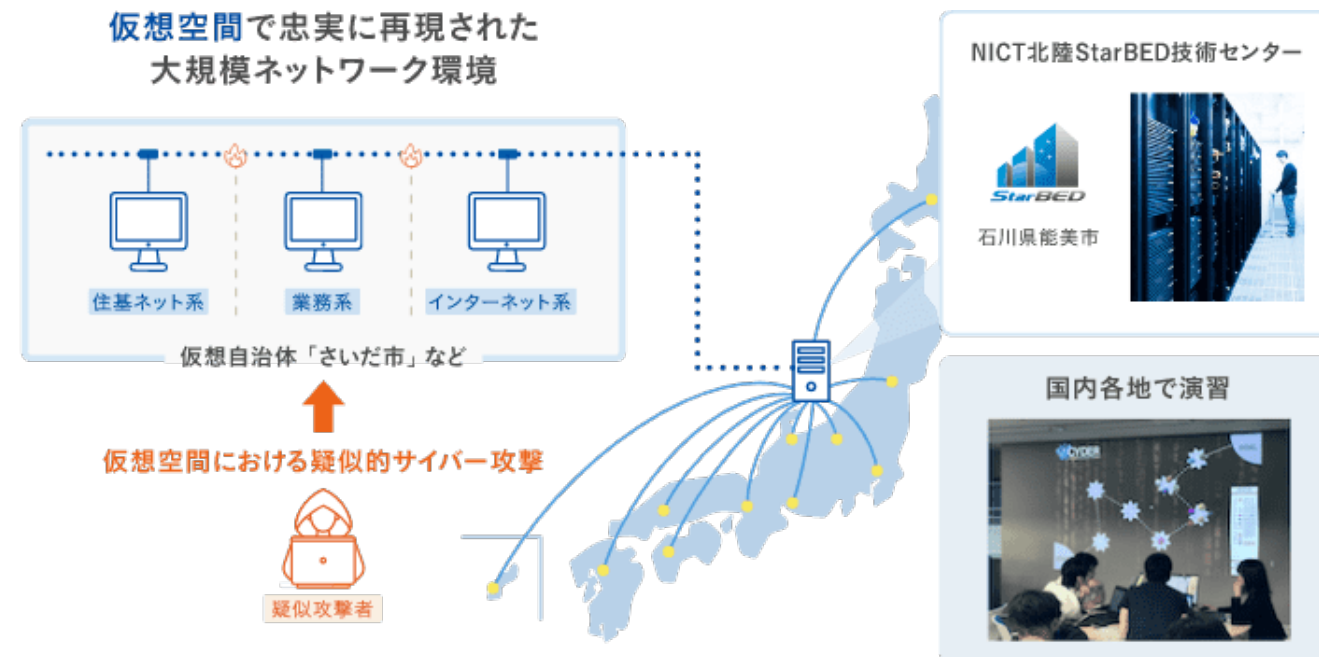 仮想空間で忠実に再現された
大規模ネットワーク環境
住基ネット系
業務系
インターネット系
仮想自治体「さいだ市」など
仮想空間における疑似的サイバー攻撃
疑似攻撃者
NICT北陸StarBED技術センター
StarBED
石川県能美市
国内各地で演習
CYDER